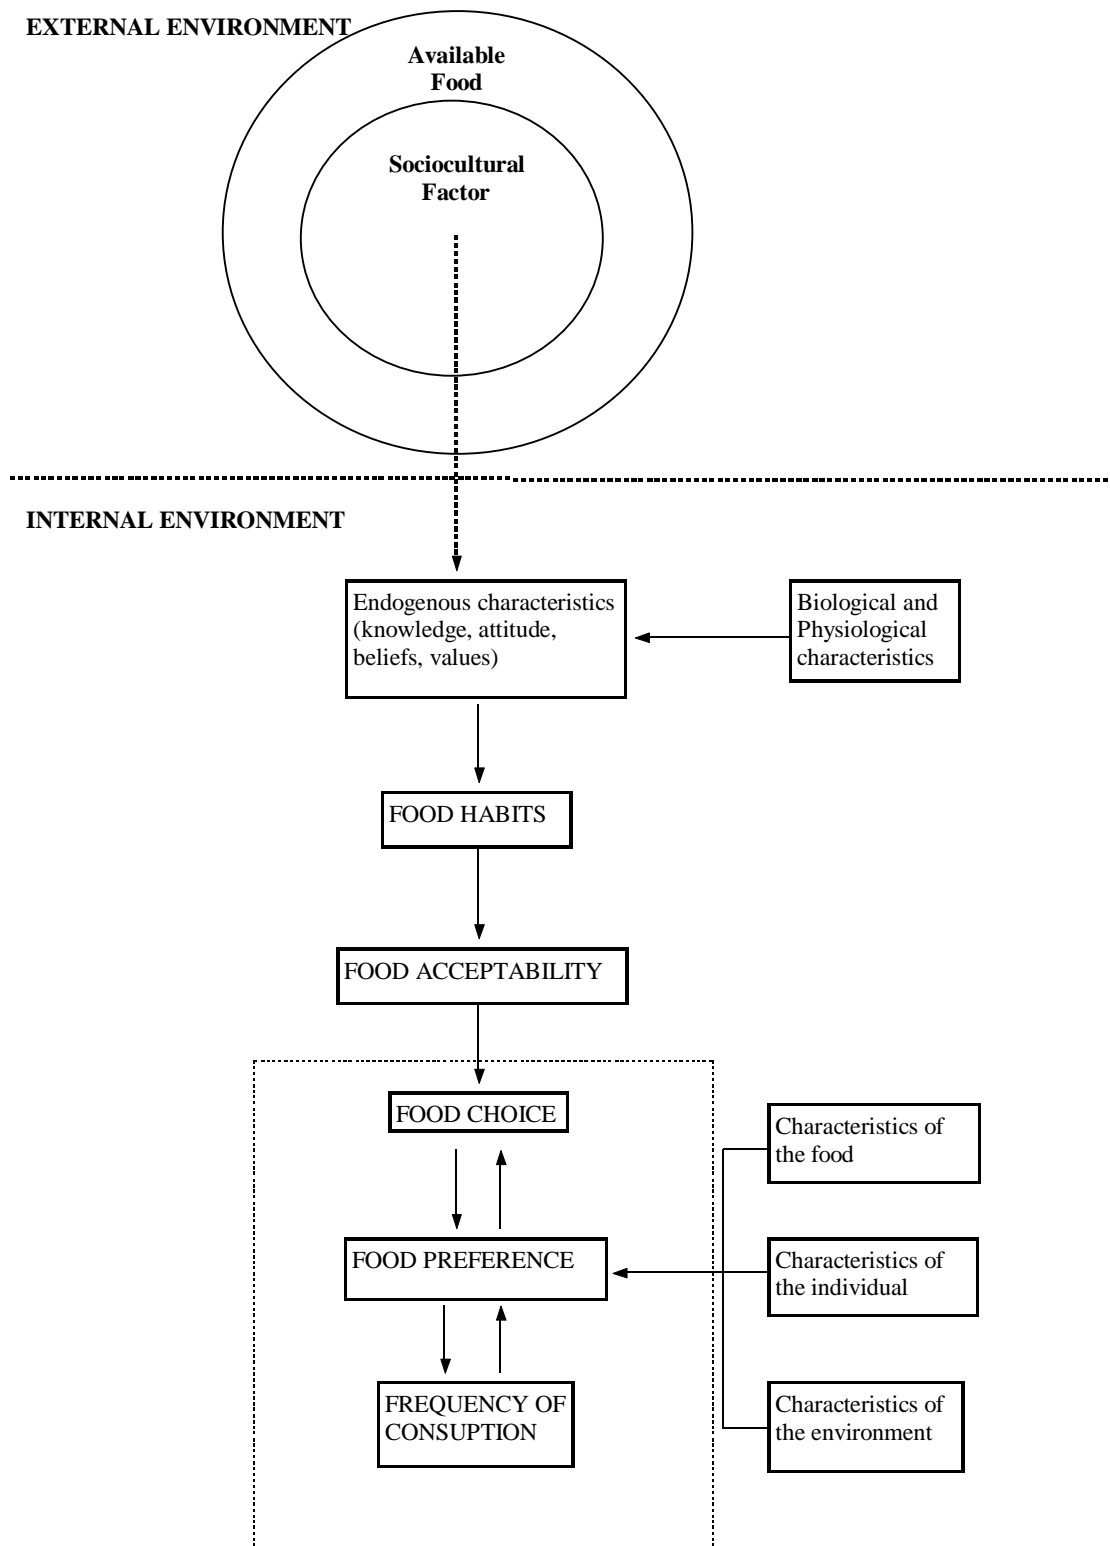 EXTERNAL ENVIRONMENT
Available
Food
Sociocultural
Factor
INTERNAL ENVIRONMENT
Endogenous characteristics
(knowledge, attitude,
beliefs, values)
Biological and
Physiological
characteristics
FOOD HABITS
FOOD ACCEPTABILITY
FOOD CHOICE
Characteristics of
the food
FOOD PREFERENCE
Characteristics of
the individual
FREQUENCY OF
CONSUPTION
Characteristics of
the environment